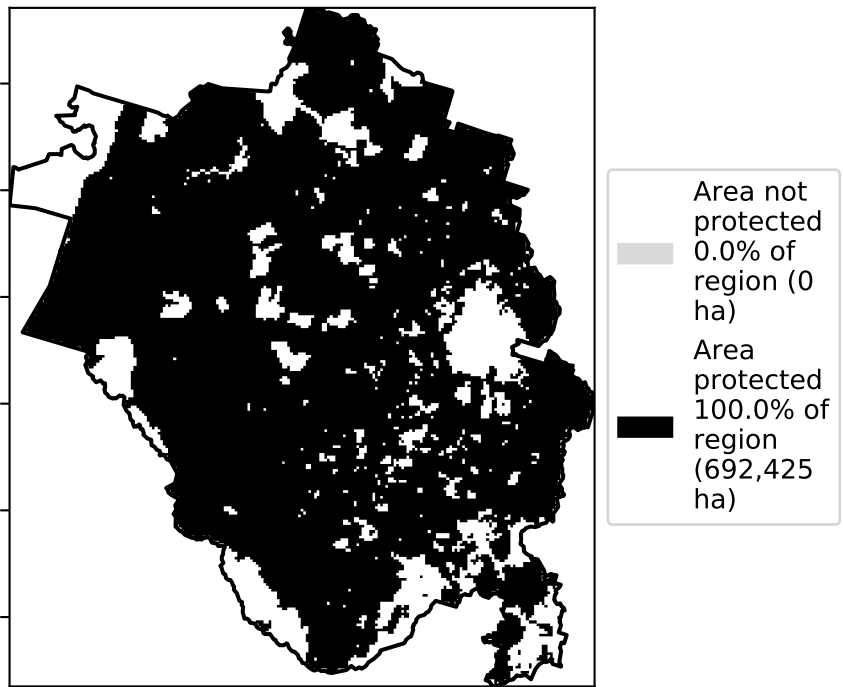 Area not
protected
0.0% of
region (0
ha)
Area
protected
100.0% of
region
(692,425
ha)